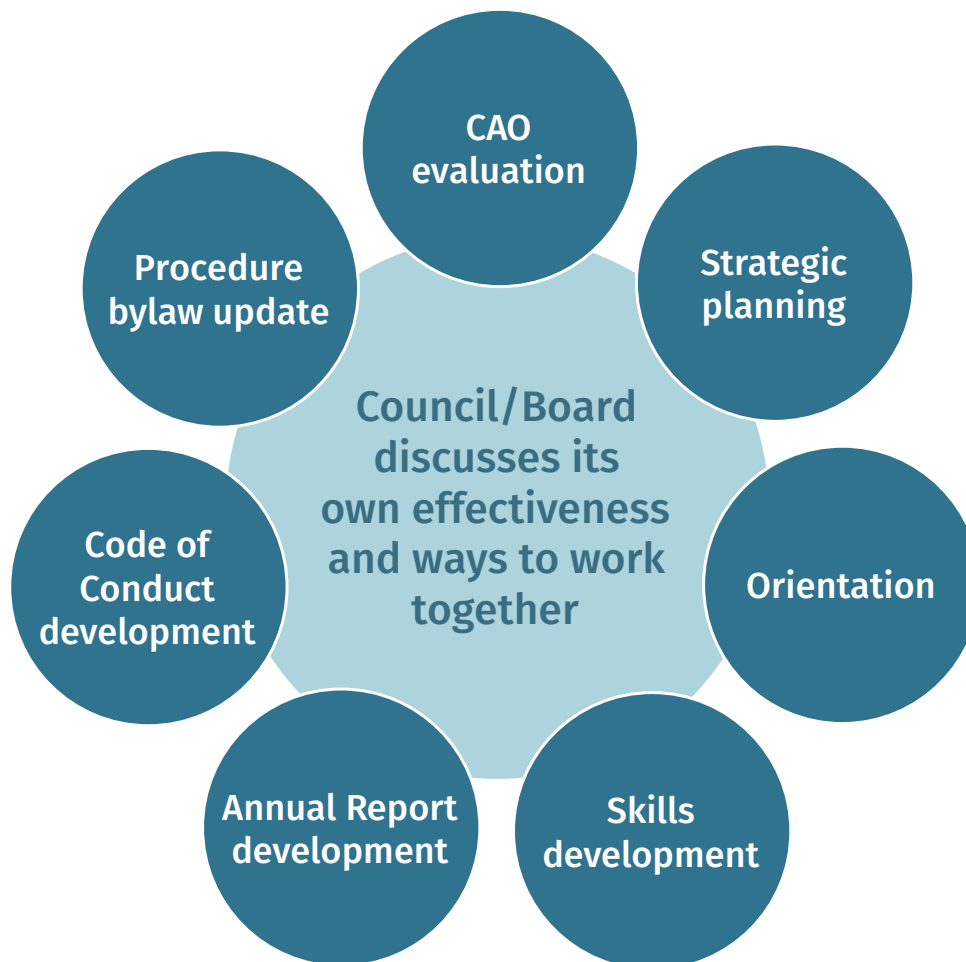 CAO
evaluation
Strategic
planning
Orientation
Skills
development
Annual Report
development
Code of
Conduct
development
Procedure
bylaw update
Council/Board
discusses its
own effectiveness
and ways to work
together